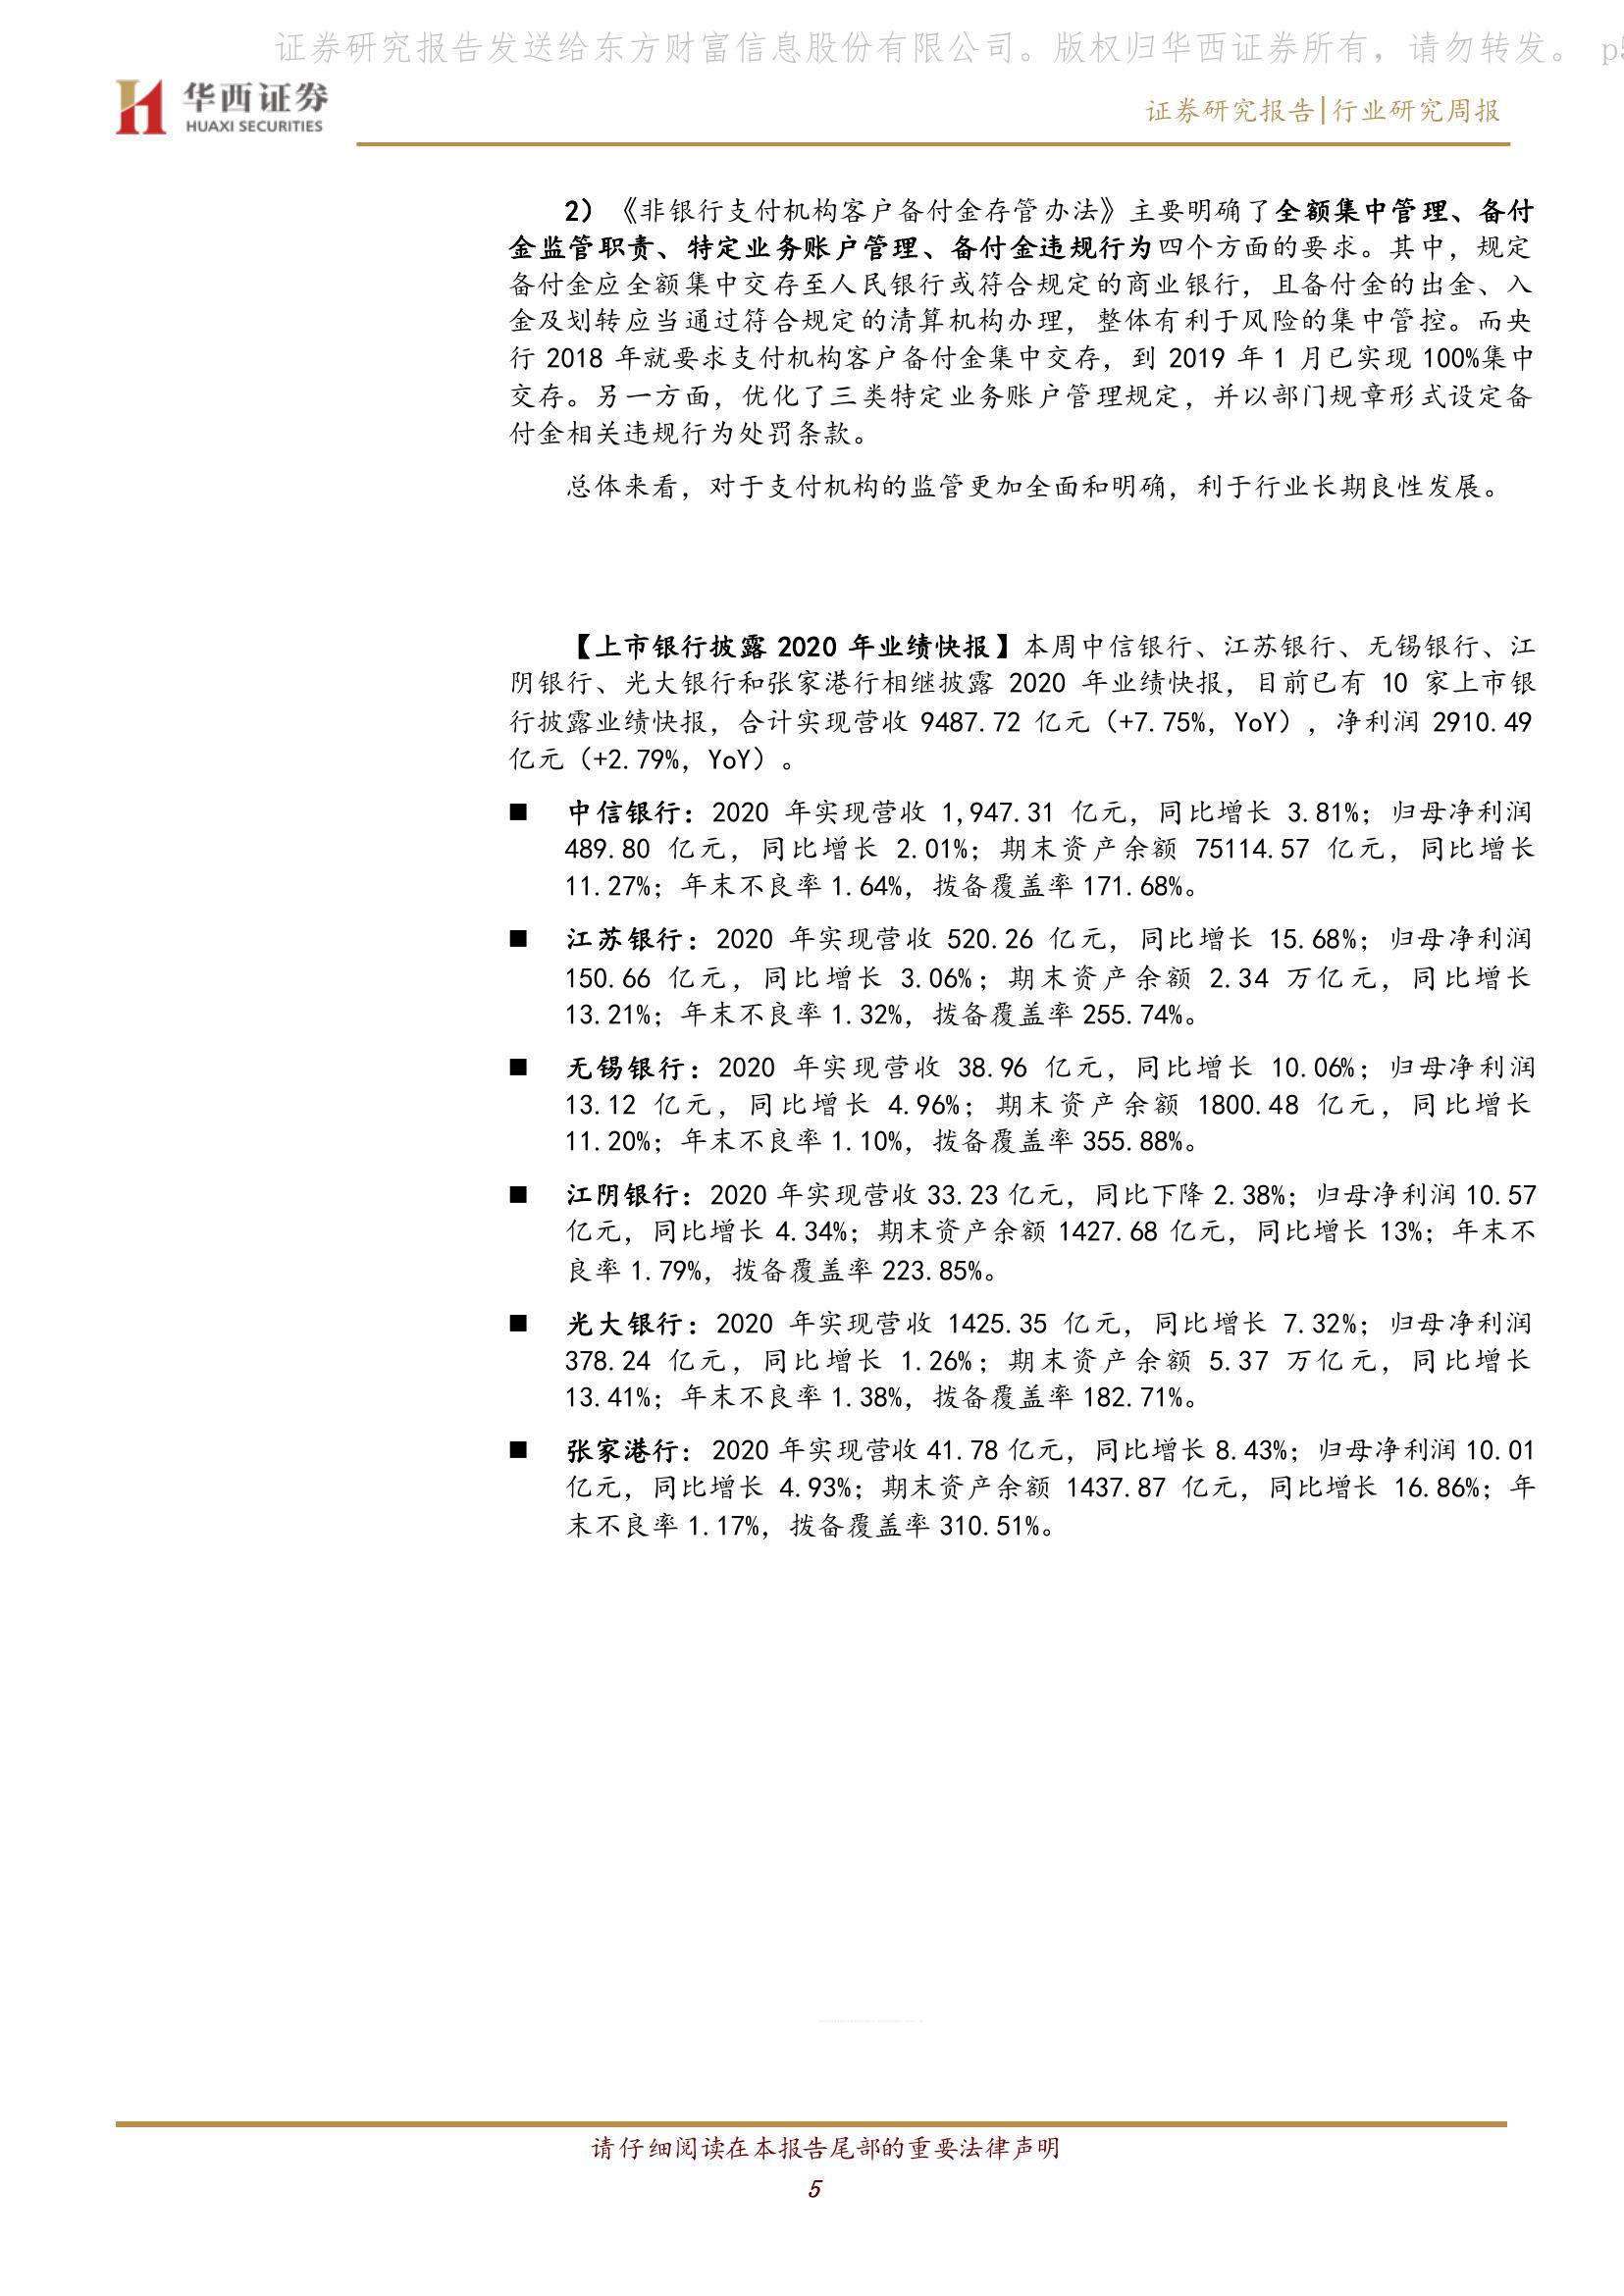 证券研究报告发送给东方财富信息股份有限公司。版权归华西证券所有，请勿转发。 p5
华西证券
HUAXI SECURITIES
证券研究报告|行业研究周报
2）《非银行支付机构客户备付金存管办法》主要明确了全额集中管理、备付
金监管职责、特定业务账户管理、备付金违规行为四个方面的要求。其中，规定
备付金应全额集中交存至人民银行或符合规定的商业银行，且备付金的出金、入
金及划转应当通过符合规定的清算机构办理，整体有利于风险的集中管控。而央
行 2018 年就要求支付机构客户备付金集中交存，到 2019 年 1 月已实现 100%集中
交存。另一方面，优化了三类特定业务账户管理规定，并以部门规章形式设定备
付金相关违规行为处罚条款。
总体来看，对于支付机构的监管更加全面和明确，利于行业长期良性发展。
【上市银行披露 2020 年业绩快报】本周中信银行、江苏银行、无锡银行、江
阴银行、光大银行和张家港行相继披露 2020 年业绩快报，目前已有 10 家上市银
行披露业绩快报，合计实现营收 9487.72 亿元（+7.75%，YoY），净利润 2910.49
亿元（+2.79%，YoY）。
■ 中信银行：2020 年实现营收 1,947.31 亿元，同比增长 3.81%；归母净利润
489.80 亿元，同比增长 2.01%；期末资产余额 75114.57 亿元，同比增长
11.27%；年末不良率 1.64%，拨备覆盖率 171.68%。
■ 江苏银行：2020 年实现营收 520.26 亿元，同比增长 15.68%；归母净利润
150.66 亿元，同比增长 3.06%；期末资产余额 2.34 万亿元，同比增长
13.21%；年末不良率 1.32%，拨备覆盖率 255.74%。
■ 无锡银行：2020 年实现营收 38.96 亿元，同比增长 10.06%；归母净利润
13.12 亿元，同比增长 4.96%；期末资产余额 1800.48 亿元，同比增长
11.20%；年末不良率 1.10%，拨备覆盖率 355.88%。
■ 江阴银行：2020 年实现营收 33.23 亿元，同比下降 2.38%；归母净利润 10.57
亿元，同比增长 4.34%；期末资产余额 1427.68 亿元，同比增长 13%；年末不
良率 1.79%，拨备覆盖率 223.85%。
■ 光大银行：2020 年实现营收 1425.35 亿元，同比增长 7.32%；归母净利润
378.24 亿元，同比增长 1.26%；期末资产余额 5.37 万亿元，同比增长
13.41%；年末不良率 1.38%，拨备覆盖率 182.71%。
■ 张家港行：2020 年实现营收 41.78 亿元，同比增长 8.43%；归母净利润 10.01
亿元，同比增长 4.93%；期末资产余额 1437.87 亿元，同比增长 16.86%；年
末不良率 1.17%，拨备覆盖率 310.51%。
请仔细阅读在本报告尾部的重要法律声明
5